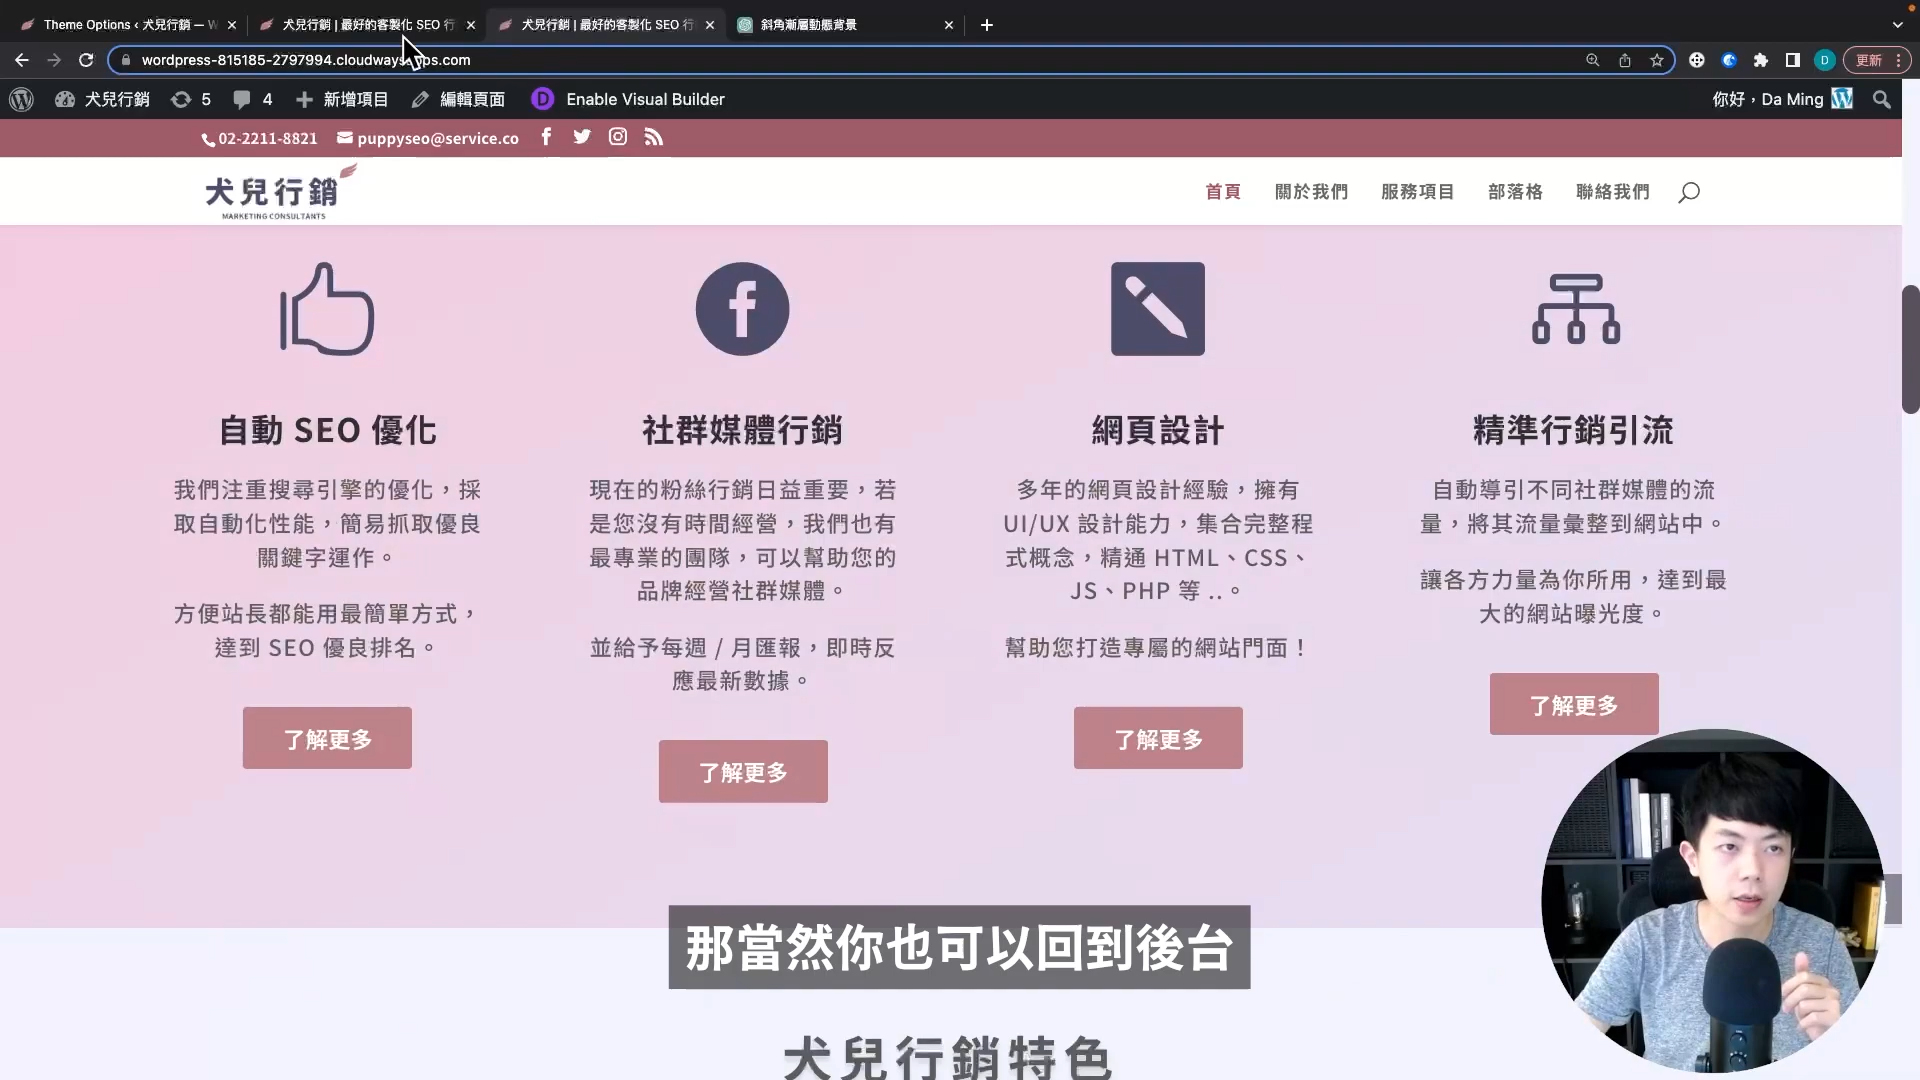 Theme Options ‹ 犬兒行銷 — W
犬兒行銷 | 最好的客製化 SEO 行
犬兒行銷 | 最好的客製化 SEO 行
斜角漸層動態背景
更新
犬兒行銷
5
4
新增項目
編輯頁面
D
Enable Visual Builder
你好，Da Ming
02-2211-8821
puppyseo@service.co
犬兒行銷
MARKETING CONSULTANTS
首頁
關於我們
服務項目
部落格
聯絡我們
自動 SEO 優化
我們注重搜尋引擎的優化，採
取自動化性能，簡易抓取優良
關鍵字運作。
方便站長都能用最簡單方式，
達到 SEO 優良排名。
了解更多
社群媒體行銷
現在的粉絲行銷日益重要，若
是您沒有時間經營，我們也有
最專業的團隊，可以幫助您的
品牌經營社群媒體。
並給予每週 / 月匯報，即時反
應最新數據。
了解更多
網頁設計
多年的網頁設計經驗，擁有
UI/UX 設計能力，集合完整程
式概念，精通 HTML、CSS、
JS、PHP 等 ..。
幫助您打造專屬的網站門面！
了解更多
精準行銷引流
自動導引不同社群媒體的流
量，將其流量彙整到網站中。
讓各方力量為你所用，達到最
大的網站曝光度。
了解更多
那當然你也可以回到後台
犬兒行銷特色